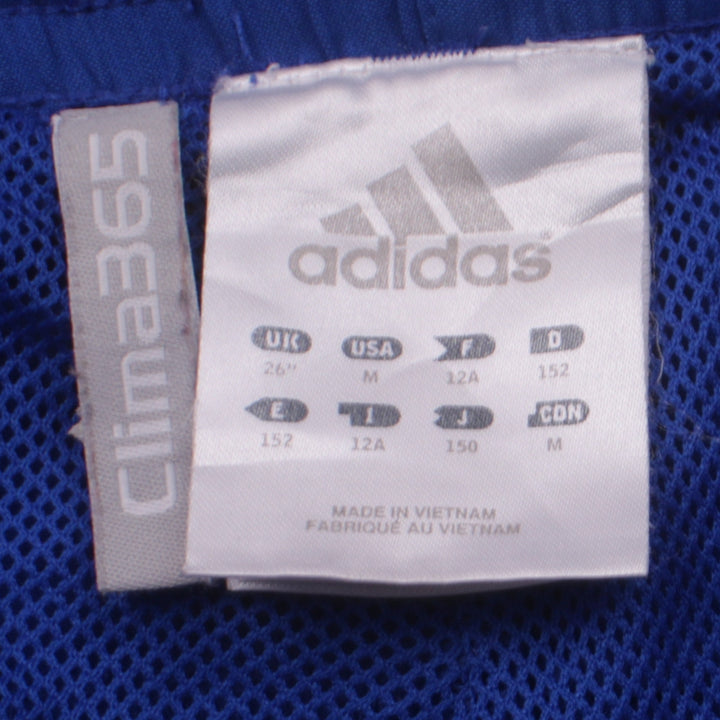 Clima365
adidas®
UK USA F D
26" M 12A 152
E I J CDN
152 12A 150 M
MADE IN VIETNAM
FABRIQUÉ AU VIETNAM